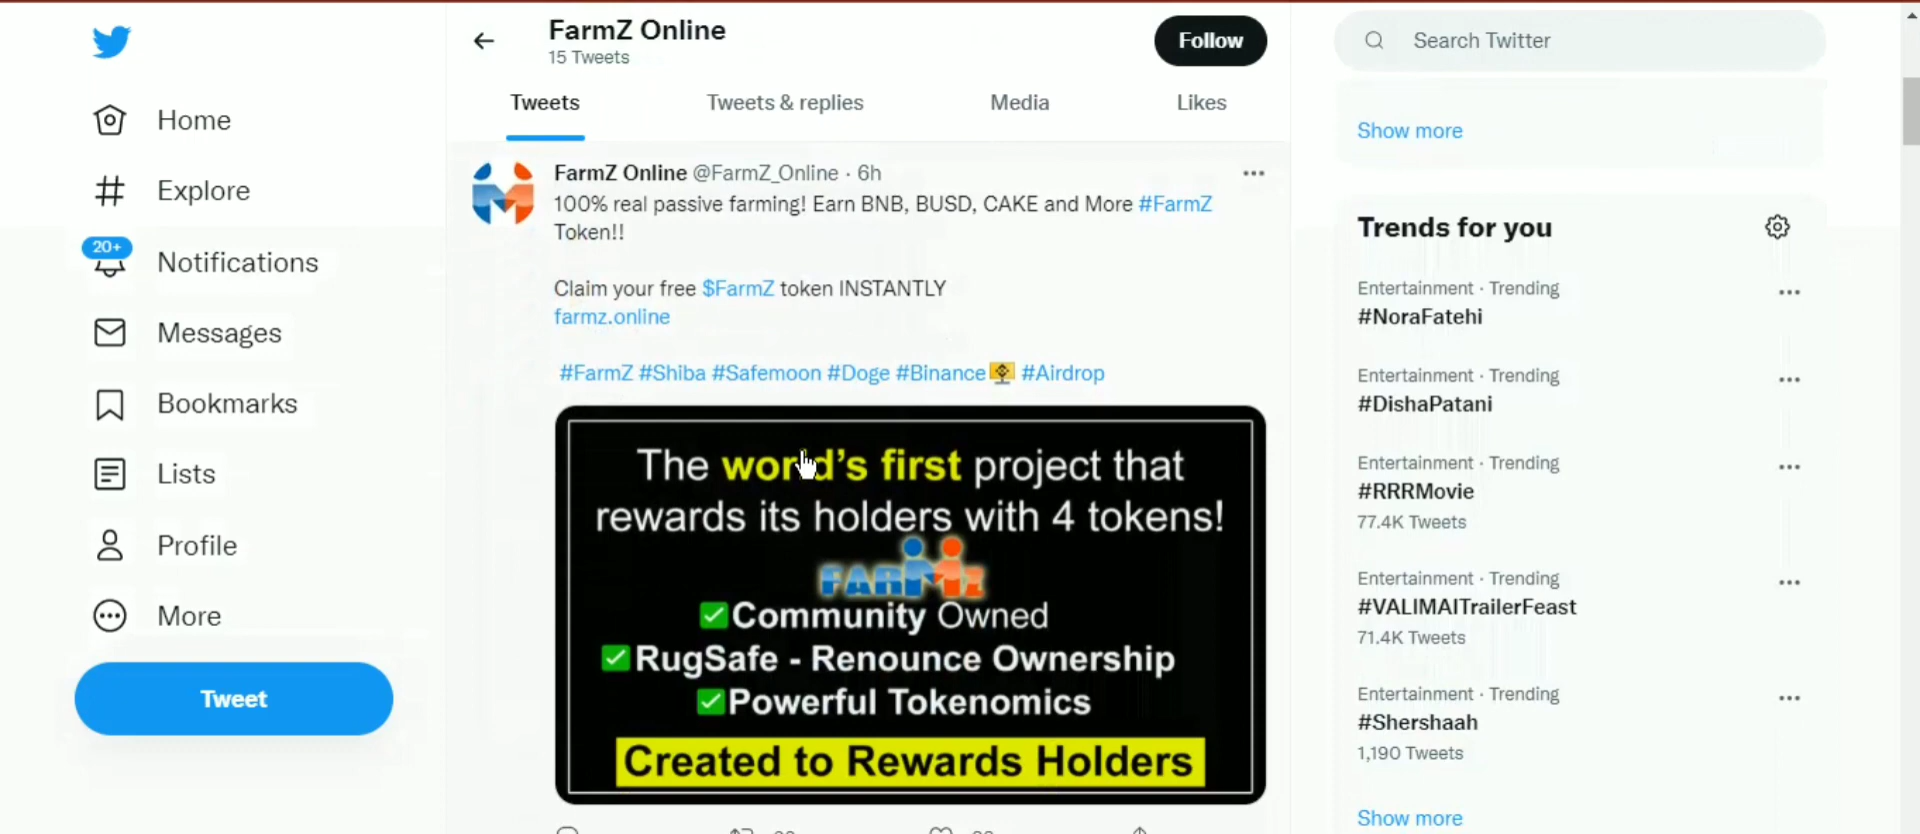 FarmZ Online
15 Tweets
Follow
Search Twitter
Home
Explore
20+
Notifications
Messages
Bookmarks
Lists
Profile
More
Tweet
Tweets
Tweets & replies
Media
Likes
FarmZ Online @FarmZ_Online · 6h
100% real passive farming! Earn BNB, BUSD, CAKE and More #FarmZ
Token!!
Claim your free $FarmZ token INSTANTLY
farmz.online
#FarmZ #Shiba #Safemoon #Doge #Binance #Airdrop
The world's first project that
rewards its holders with 4 tokens!
FARMZ
✅Community Owned
✅RugSafe - Renounce Ownership
✅Powerful Tokenomics
Created to Rewards Holders
Show more
Trends for you
Entertainment · Trending
#NoraFatehi
Entertainment · Trending
#DishaPatani
Entertainment · Trending
#RRRMovie
77.4K Tweets
Entertainment · Trending
#VALIMAITrailerFeast
71.4K Tweets
Entertainment · Trending
#Shershaah
1,190 Tweets
Show more